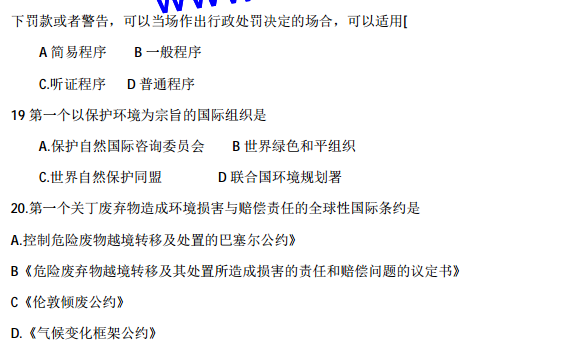 下罚款或者警告，可以当场作出行政处罚决定的场合，可以适用[
A 简易程序 B 一般程序
C.听证程序 D 普通程序
19 第一个以保护环境为宗旨的国际组织是
A.保护自然国际咨询委员会 B 世界绿色和平组织
C.世界自然保护同盟 D 联合国环境规划署
20.第一个关丁废弃物造成环境损害与赔偿责任的全球性国际条约是
A.控制危险废物越境转移及处置的巴塞尔公约》
B《危险废弃物越境转移及其处置所造成损害的责任和赔偿问题的议定书》
C《伦敦倾废公约》
D.《气候变化框架公约》